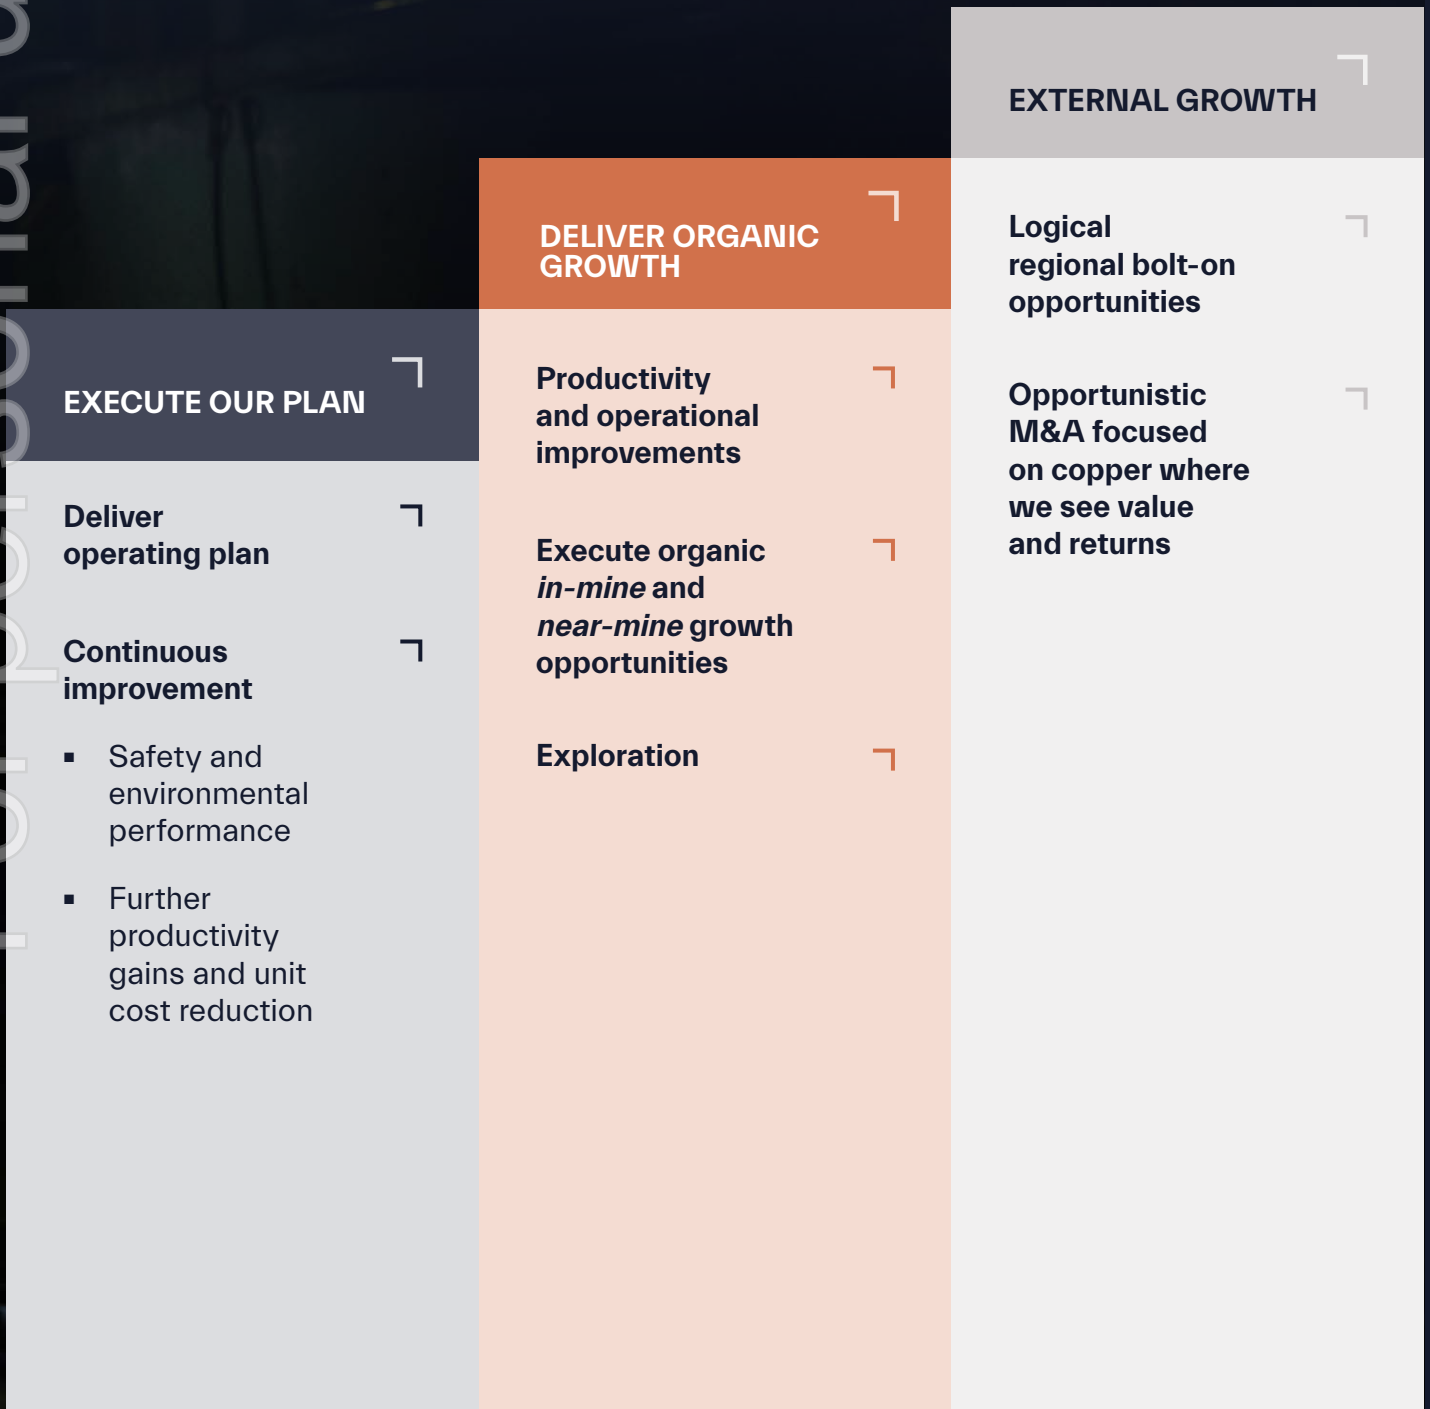 EXECUTE OUR PLAN
Deliver
operating plan
Continuous
improvement
▪ Safety and
environmental
performance
▪ Further
productivity
gains and unit
cost reduction
DELIVER ORGANIC
GROWTH
Productivity
and operational
improvements
Execute organic
in-mine and
near-mine growth
opportunities
Exploration
EXTERNAL GROWTH
Logical
regional bolt-on
opportunities
Opportunistic
M&A focused
on copper where
we see value
and returns